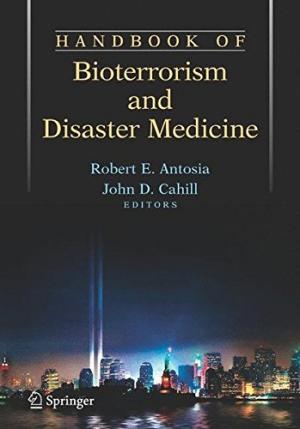 HANDBOOK OF
Bioterrorism
and
Disaster Medicine
Robert E. Antosia
John D. Cahill
EDITORS
Springer